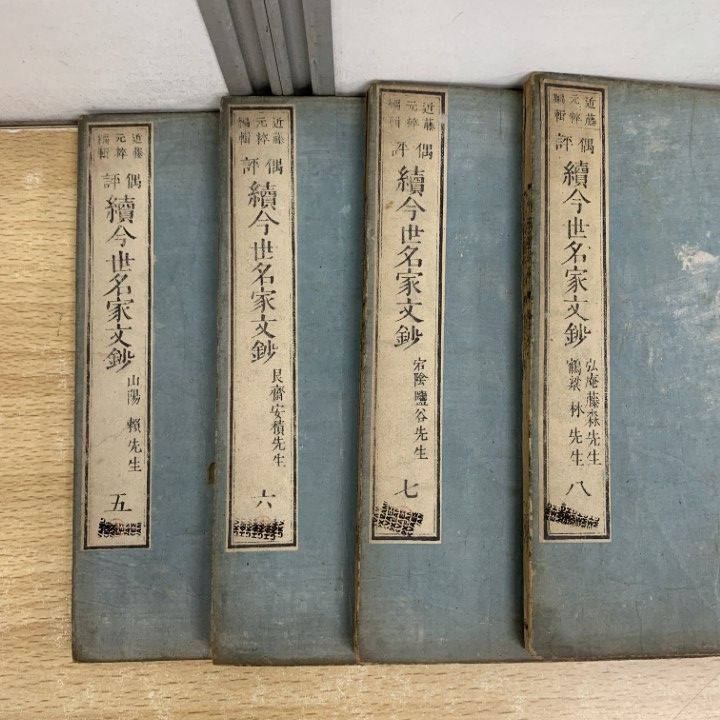 近藤
元粹
編輯
偶評
續今世名家文鈔
山陽 賴先生
五
近藤
元粹
編輯
偶評
續今世名家文鈔
艮齋安積先生
六
近藤
元粹
編輯
偶評
續今世名家文鈔
宕陰鹽谷先生
七
近藤
元粹
編輯
偶評
續今世名家文鈔
弘庵藤森先生
鶴梁 林先生
八